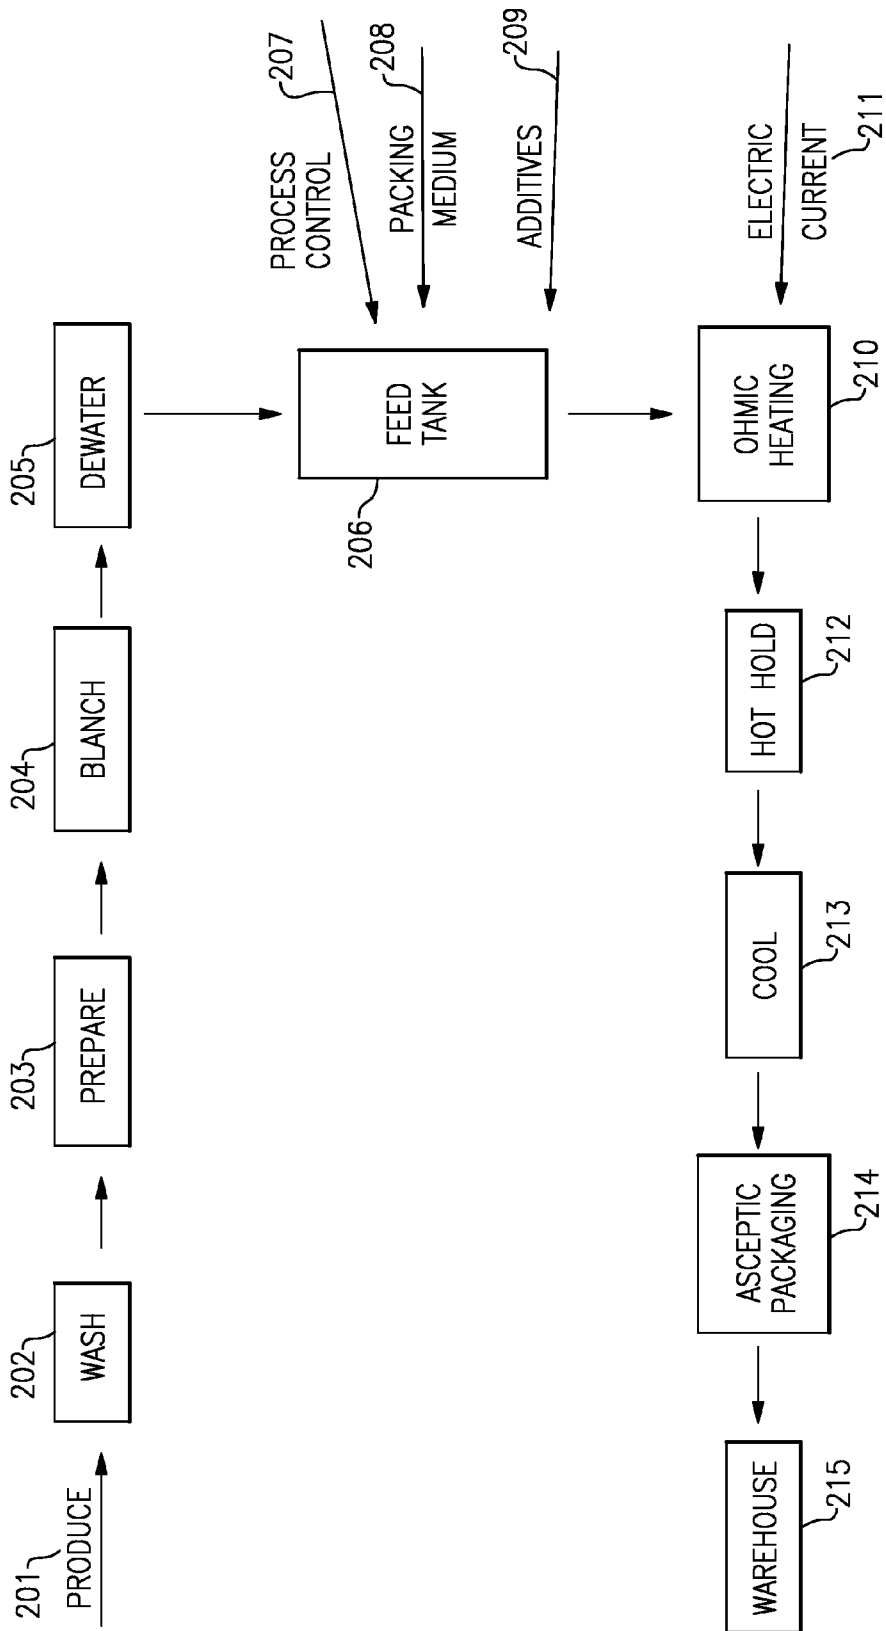 201
PRODUCE
202
WASH
203
PREPARE
204
BLANCH
205
DEWATER
206
FEED
TANK
PROCESS
CONTROL
207
PACKING
MEDIUM
208
ADDITIVES
209
OHMIC
HEATING
210
ELECTRIC
CURRENT
211
HOT HOLD
212
COOL
213
ASCEPTIC
PACKAGING
214
WAREHOUSE
215